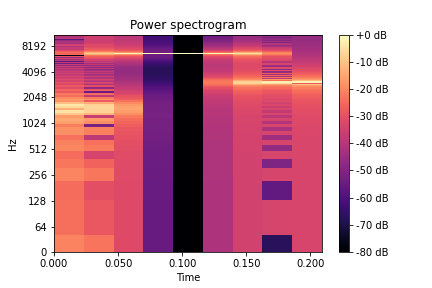 Power spectrogram
8192
4096
2048
1024
512
256
128
64
0
Hz
0.000 0.050 0.100 0.150 0.200
Time
+0 dB
-10 dB
-20 dB
-30 dB
-40 dB
-50 dB
-60 dB
-70 dB
-80 dB